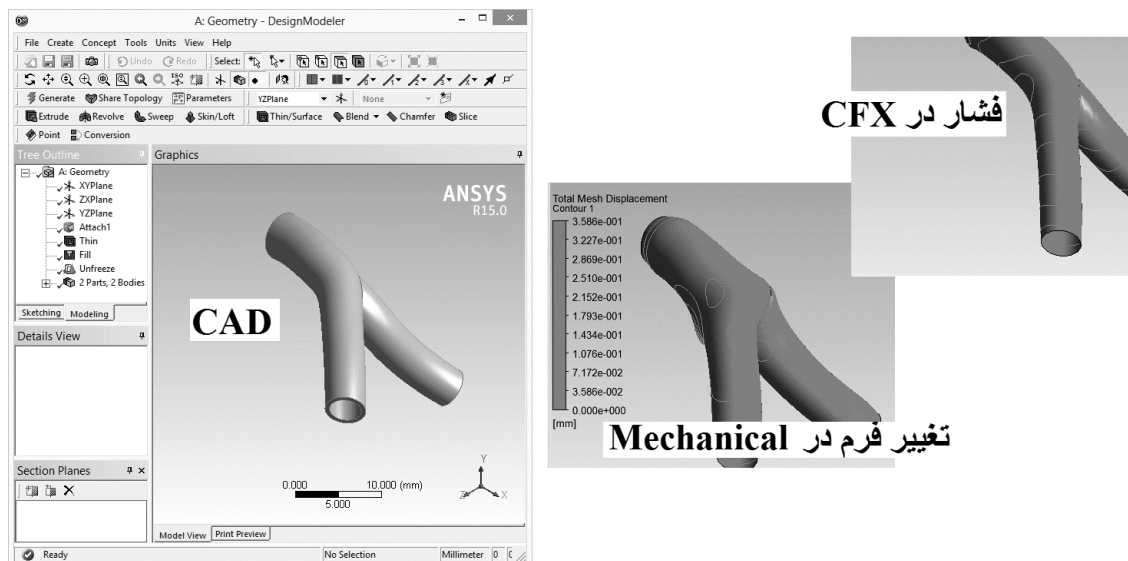 A: Geometry - DesignModeler
File Create Concept Tools Units View Help
Undo Redo Select:
ISO
Generate Share Topology Parameters YZPlane None
Extrude Revolve Sweep Skin/Loft Thin/Surface Blend Chamfer Slice
Point Conversion
Tree Outline
A: Geometry
XYPlane
ZXPlane
YZPlane
Attach1
Thin
Fill
Unfreeze
2 Parts, 2 Bodies
Sketching Modeling
Details View
Section Planes
Graphics
ANSYS
R15.0
CAD
0.000 10.000 (mm)
5.000
Y
Z X
Model View Print Preview
Ready No Selection Millimeter 0
فشار در CFX
Total Mesh Displacement
Contour 1
3.586e-001
3.227e-001
2.869e-001
2.510e-001
2.152e-001
1.793e-001
1.434e-001
1.076e-001
7.172e-002
3.586e-002
0.000e+000
[mm]
تغییر فرم در Mechanical